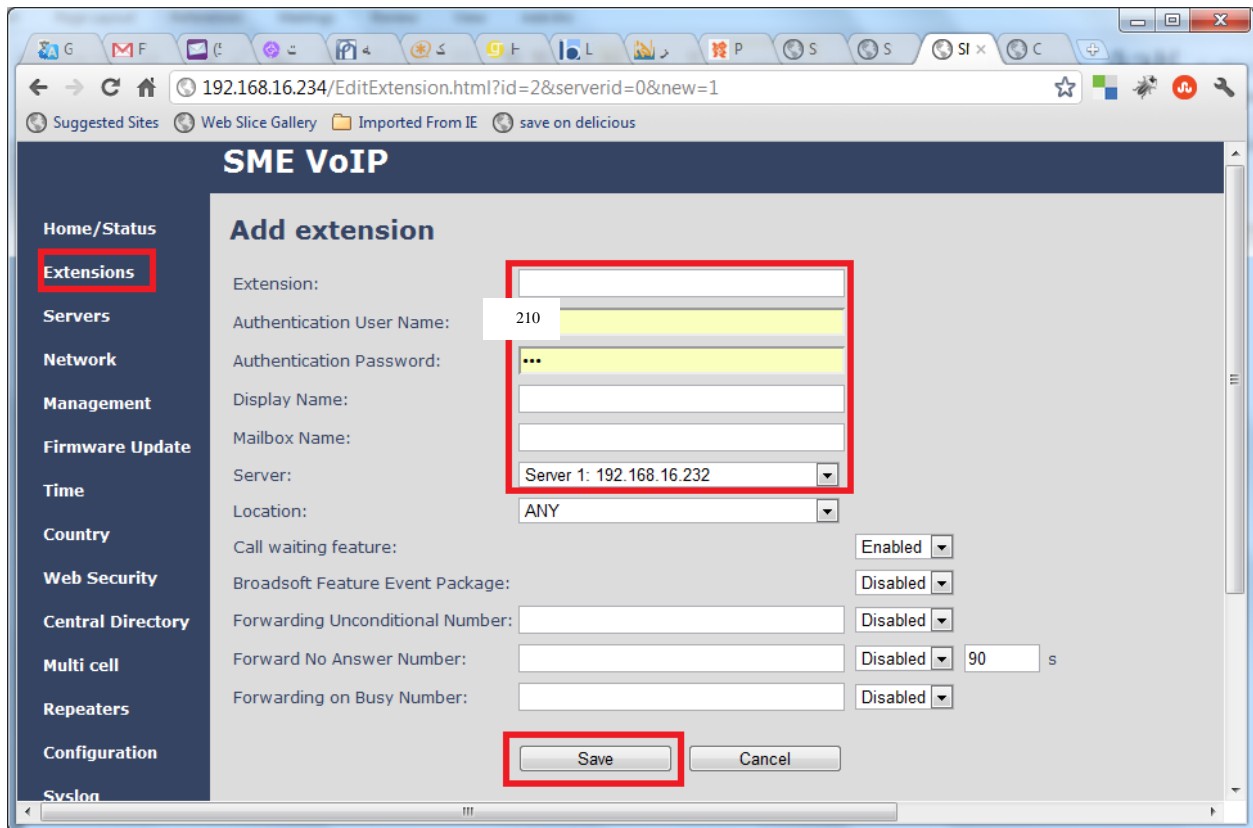 G
F
(5
ت
ه
ک
H
L
ر
P
S
S
SI
C
192.168.16.234/EditExtension.html?id=2&serverid=0&new=1
Suggested Sites Web Slice Gallery Imported From IE save on delicious
SME VoIP
Home/Status
Extensions
Servers
Network
Management
Firmware Update
Time
Country
Web Security
Central Directory
Multi cell
Repeaters
Configuration
Syslog
Add extension
Extension:
Authentication User Name: 210
Authentication Password: •••
Display Name:
Mailbox Name:
Server: Server 1: 192.168.16.232
Location: ANY
Call waiting feature: Enabled
Broadsoft Feature Event Package: Disabled
Forwarding Unconditional Number: Disabled
Forward No Answer Number: Disabled 90 s
Forwarding on Busy Number: Disabled
Save Cancel